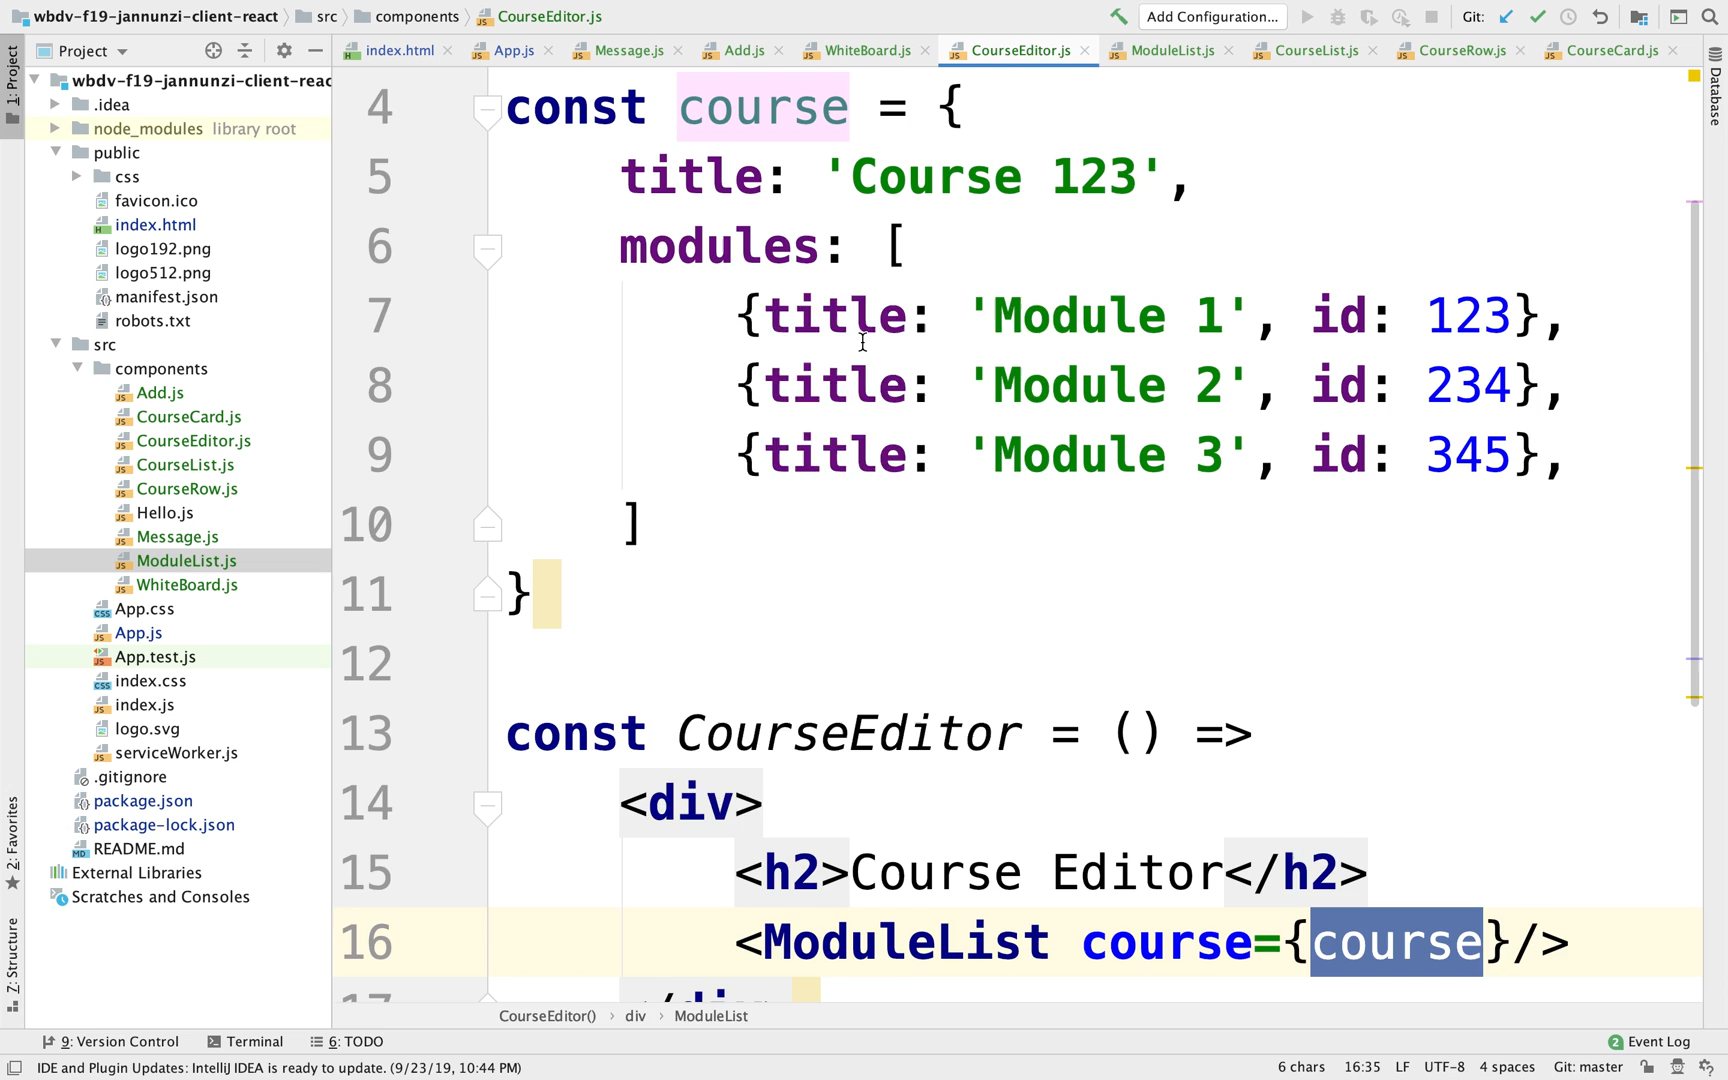 wbdv-f19-jannunzi-client-react src components CourseEditor.js Add Configuration... Git:
Project index.html App.js Message.js Add.js WhiteBoard.js CourseEditor.js ModuleList.js CourseList.js CourseRow.js CourseCard.js
1: Project
2: Favorites
Z: Structure
Database
wbdv-f19-jannunzi-client-reac
.idea
node_modules library root
public
css
favicon.ico
index.html
logo192.png
logo512.png
manifest.json
robots.txt
src
components
Add.js
CourseCard.js
CourseEditor.js
CourseList.js
CourseRow.js
Hello.js
Message.js
ModuleList.js
WhiteBoard.js
App.css
App.js
App.test.js
index.css
index.js
logo.svg
serviceWorker.js
.gitignore
package.json
package-lock.json
README.md
External Libraries
Scratches and Consoles
4 const course = {
5 title: 'Course 123',
6 modules: [
7 {title: 'Module 1', id: 123},
8 {title: 'Module 2', id: 234},
9 {title: 'Module 3', id: 345},
10 ]
11 }
12
13 const CourseEditor = () =>
14 <div>
15 <h2>Course Editor</h2>
16 <ModuleList course={course}/>
17 </div>
CourseEditor() › div › ModuleList
9: Version Control Terminal 6: TODO 2 Event Log
IDE and Plugin Updates: IntelliJ IDEA is ready to update. (9/23/19, 10:44 PM) 6 chars 16:35 LF UTF-8 4 spaces Git: master